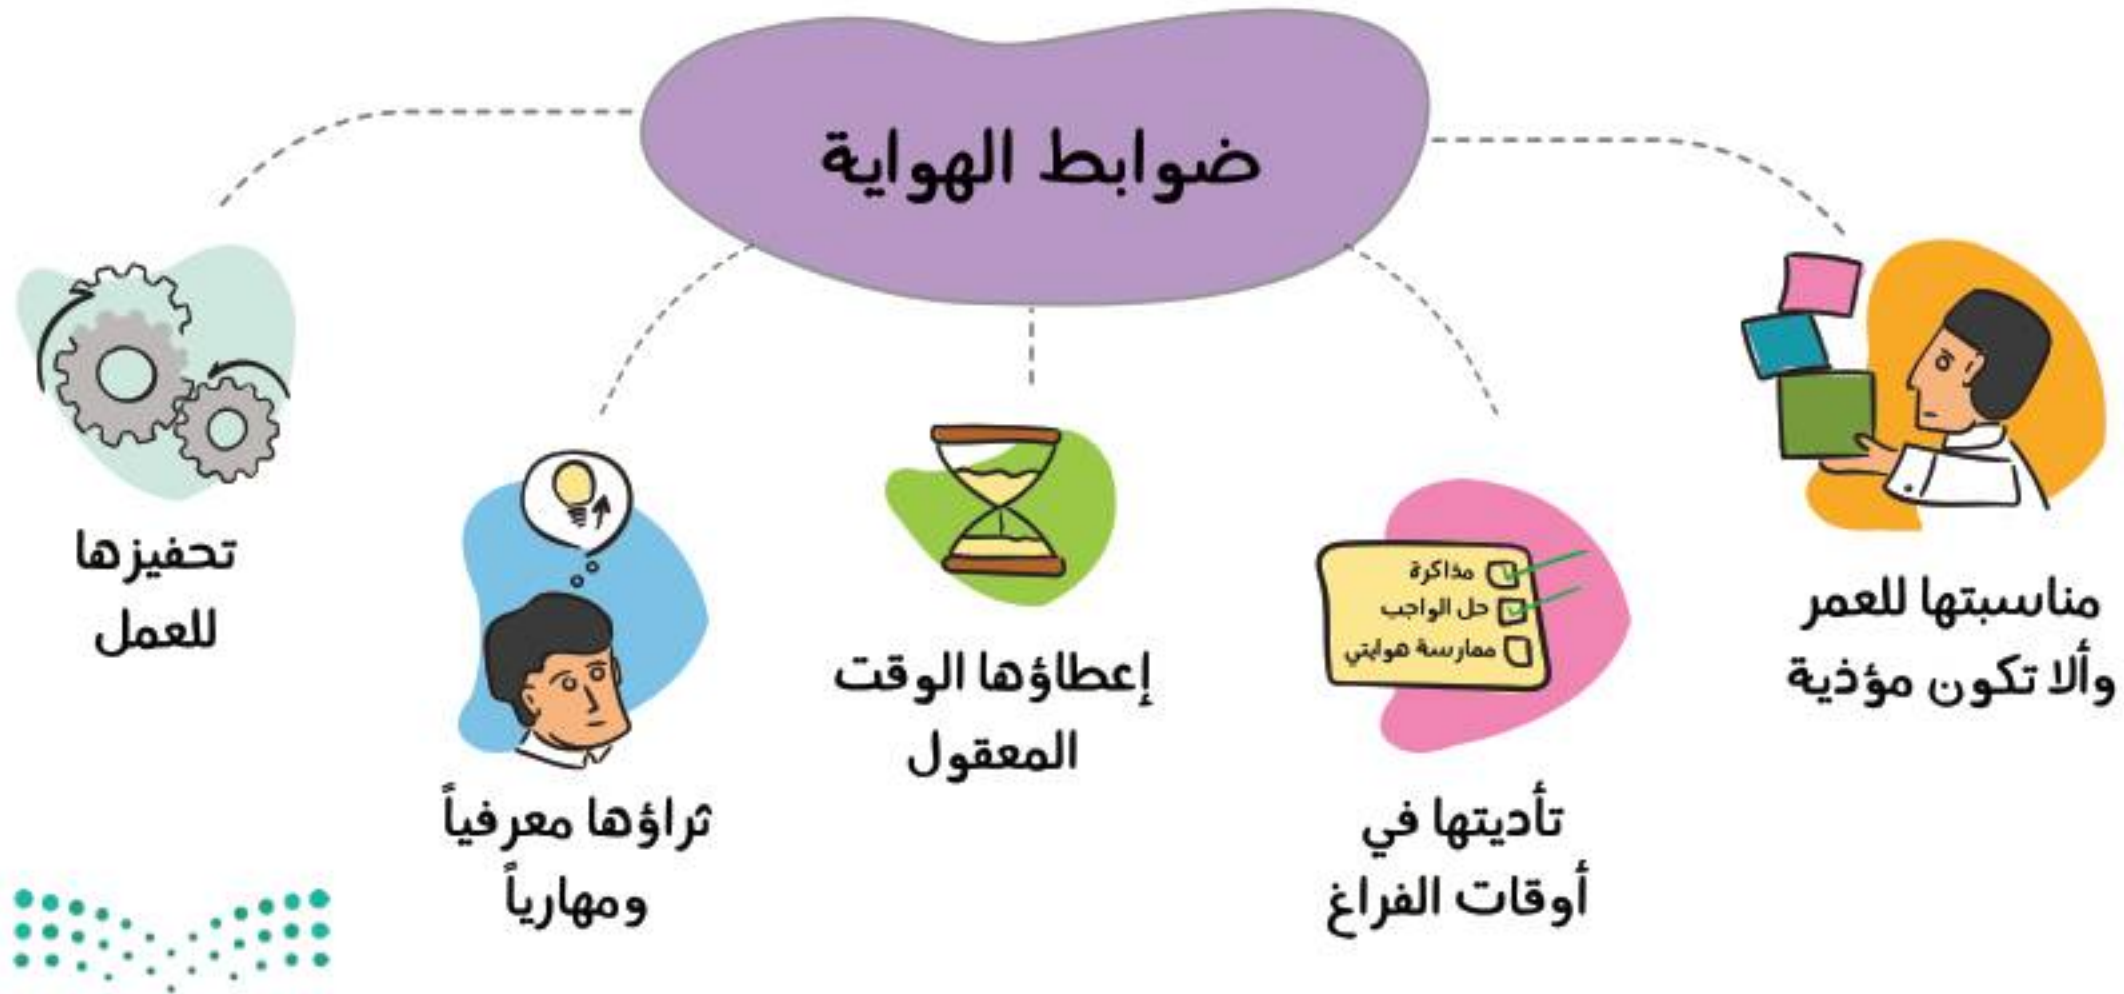 ضوابط الهواية
مناسبتها للعمر
وألا تكون مؤذية
مذاكرة
حل الواجب
ممارسة هوايتي
تأديتها في
أوقات الفراغ
إعطاؤها الوقت
المعقول
ثراؤها معرفياً
ومهارياً
تحفيزها
للعمل